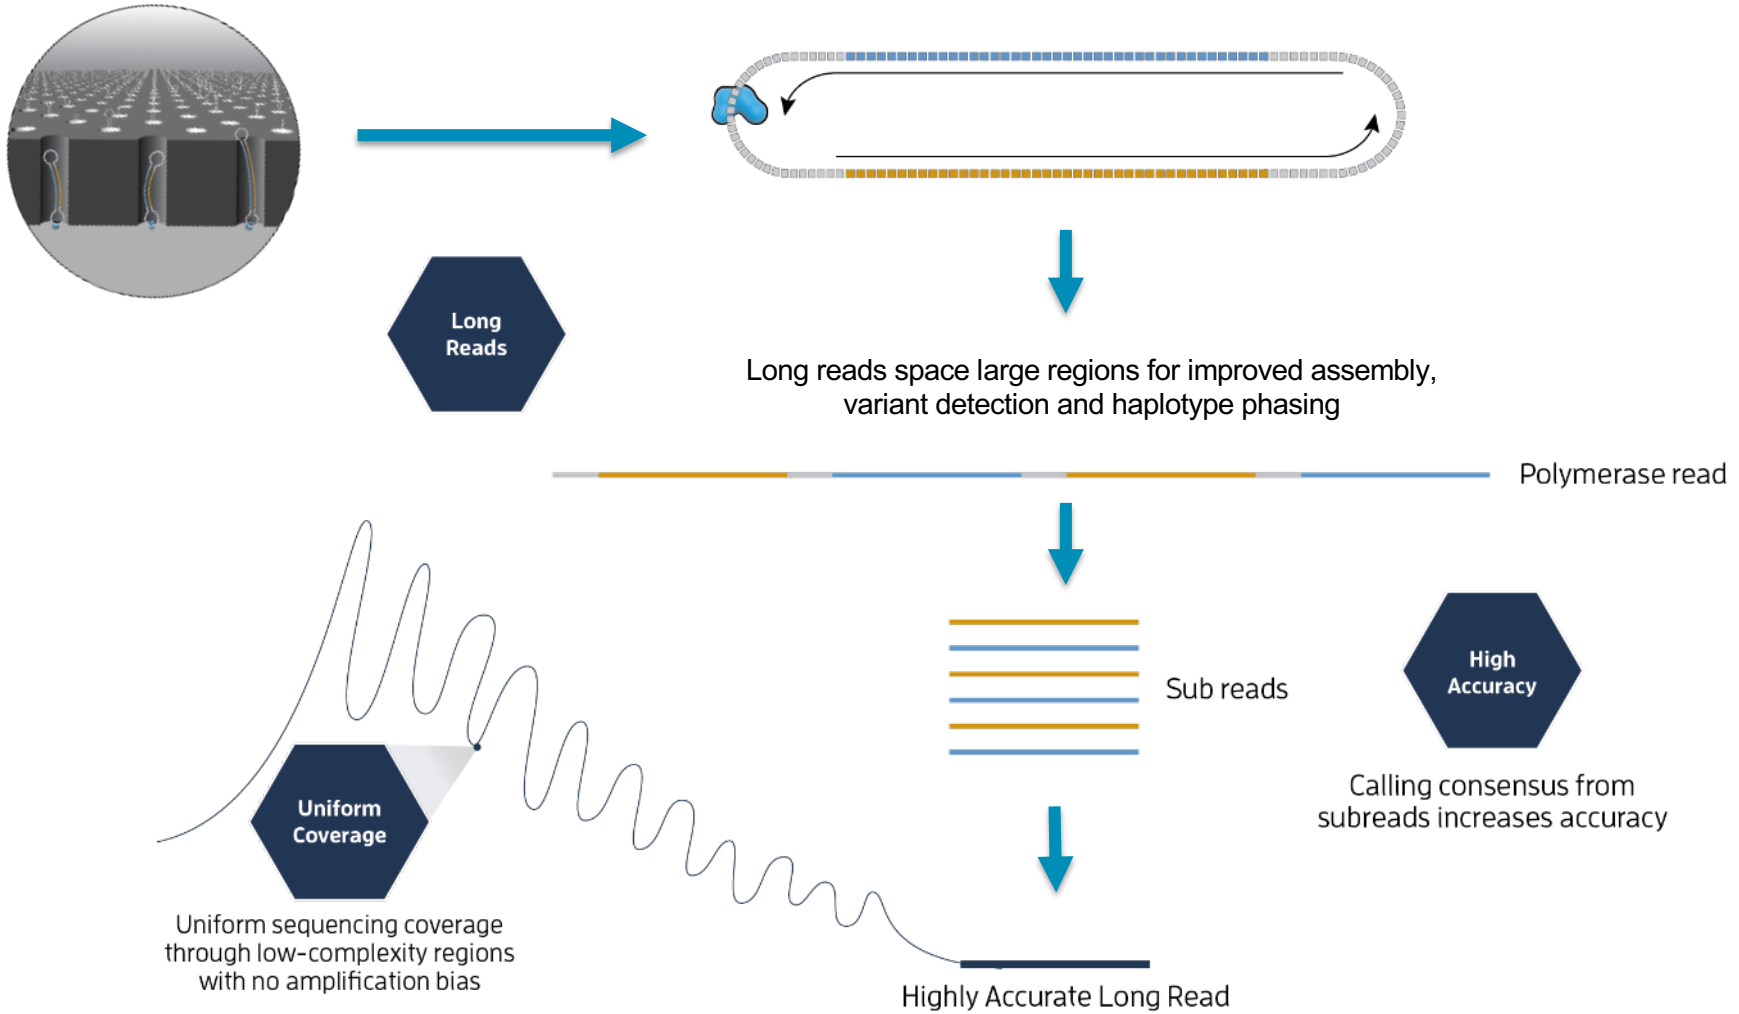 Long
Reads
Long reads space large regions for improved assembly,
variant detection and haplotype phasing
Polymerase read
Sub reads
High
Accuracy
Calling consensus from
subreads increases accuracy
Uniform
Coverage
Uniform sequencing coverage
through low-complexity regions
with no amplification bias
Highly Accurate Long Read